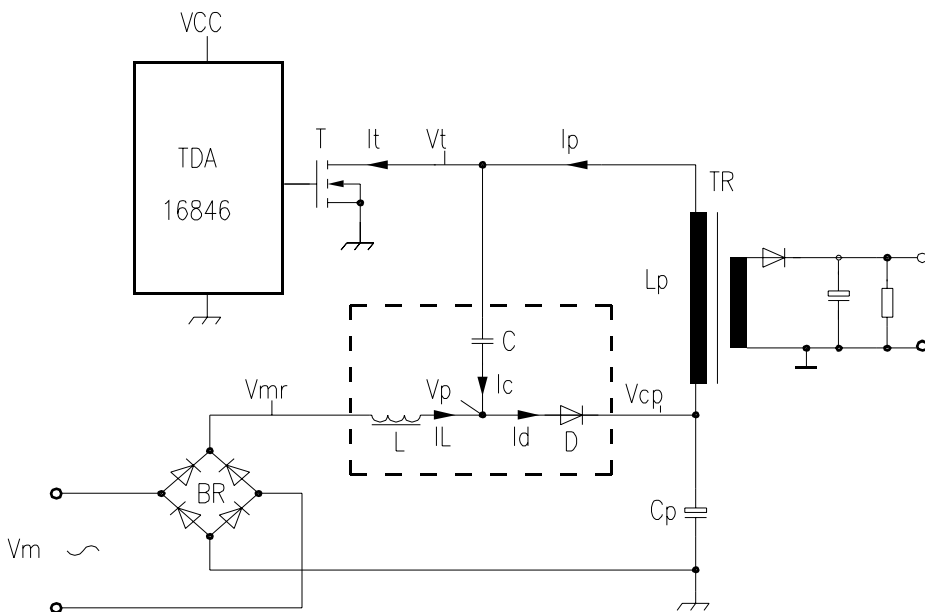 VCC
TDA
16846
T
It
Vt
Ip
TR
Lp
C
Ic
Vmr
Vp
IL
L
Id
D
Vcp
BR
Cp
Vm